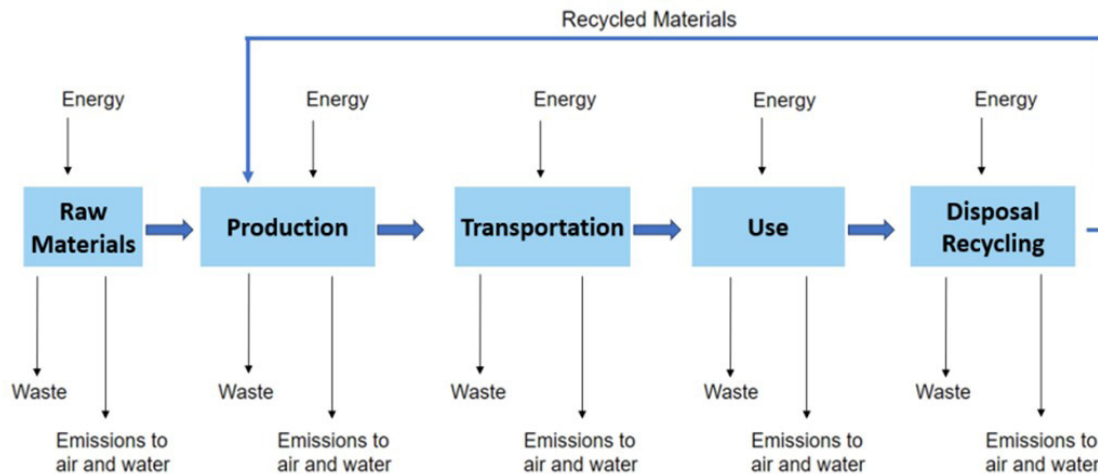 Recycled Materials
Energy
Energy
Energy
Energy
Energy
Raw
Materials
Production
Transportation
Use
Disposal
Recycling
Waste
Waste
Waste
Waste
Waste
Emissions to
air and water
Emissions to
air and water
Emissions to
air and water
Emissions to
air and water
Emissions to
air and water